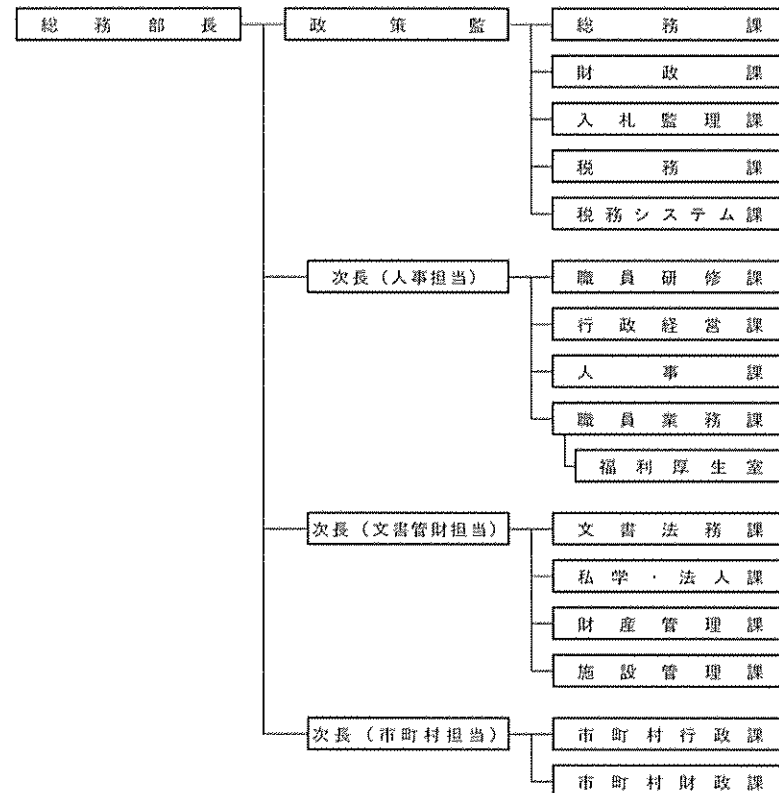 総務部長 政策監 総務課
財政課
入札監理課
税務課
税務システム課
次長（人事担当） 職員研修課
行政経営課
人事課
職員業務課
福利厚生室
次長（文書管財担当） 文書法務課
私学・法人課
財産管理課
施設管理課
次長（市町村担当） 市町村行政課
市町村財政課